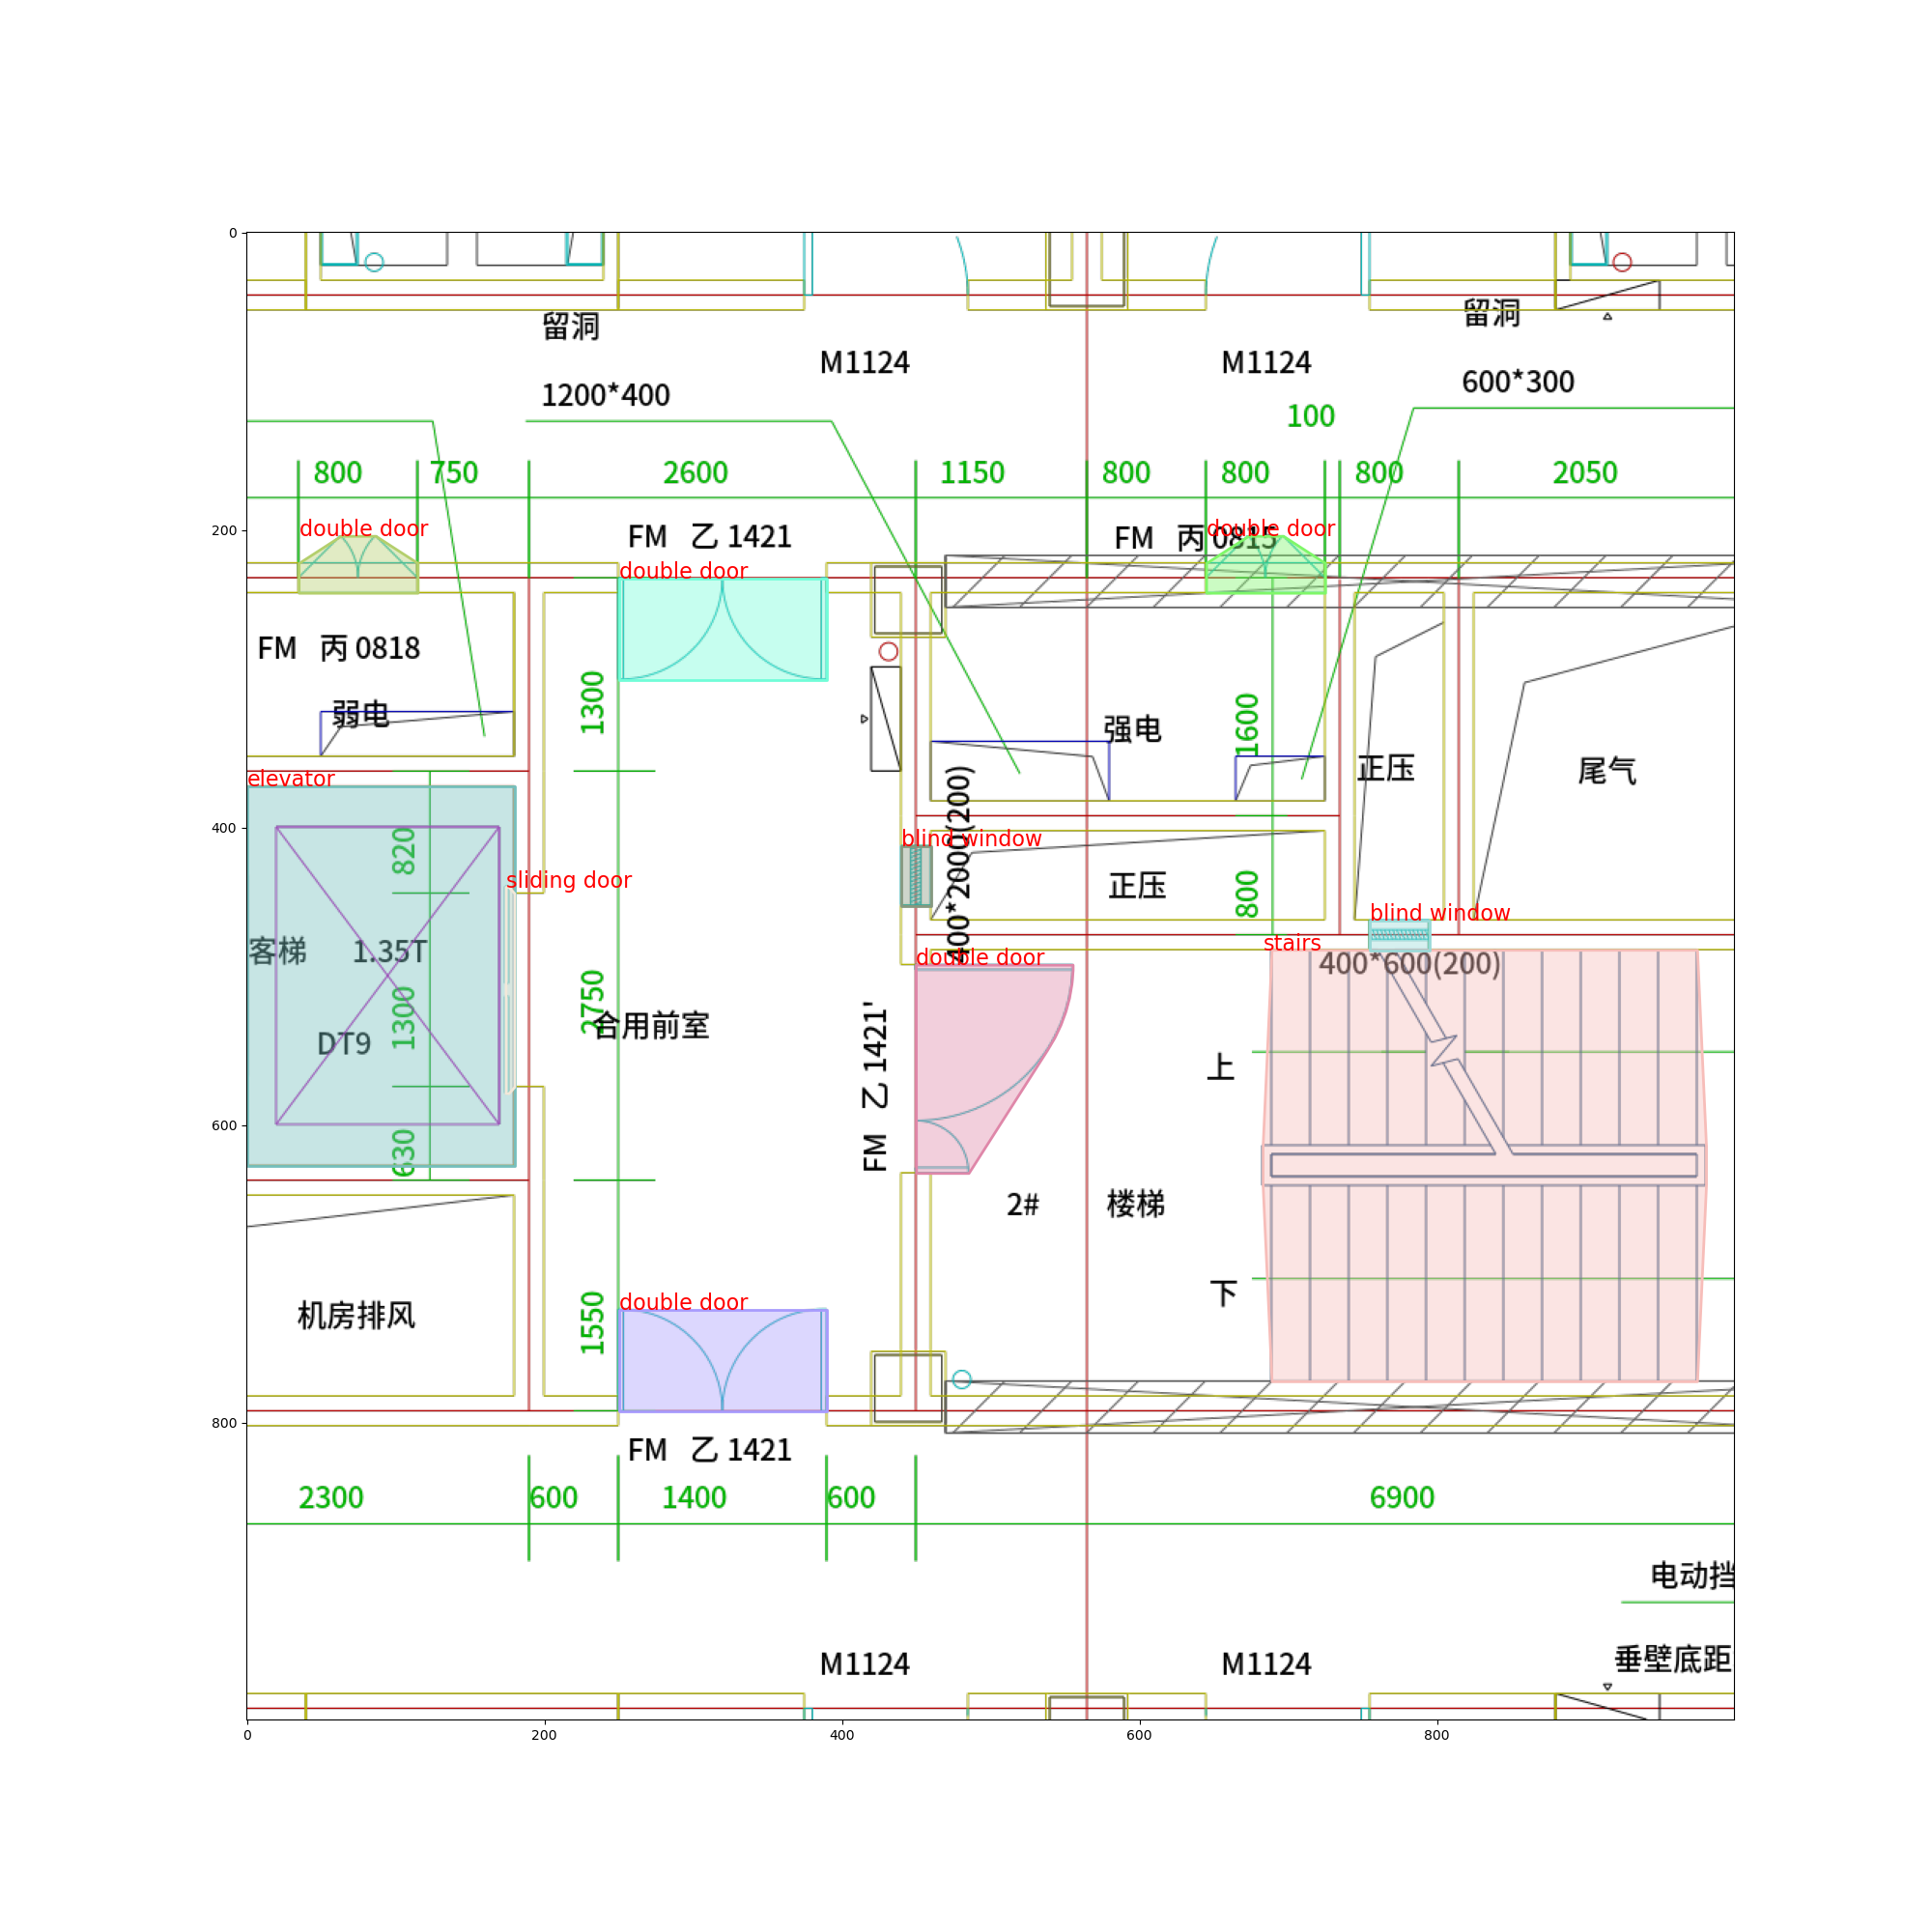 0
留洞
留洞
M1124
M1124
1200*400
600*300
100
800
750
2600
1150
800
800
800
2050
200
double door
FM 乙 1421
FM 丙 0815
double door
double door
FM 丙 0818
1300
弱电
强电
1600
正压
尾气
elevator
400
820
400*2000(200)
blind window
sliding door
正压
800
blind window
客梯 1.35T
double door
stairs
400*600(200)
1300
2750
合用前室
DT9
FM 乙 1421'
上
600
630
2#
楼梯
下
机房排风
1550
double door
800
FM 乙 1421
2300
600
1400
600
6900
电动挡
M1124
M1124
垂壁底距
0
200
400
600
800